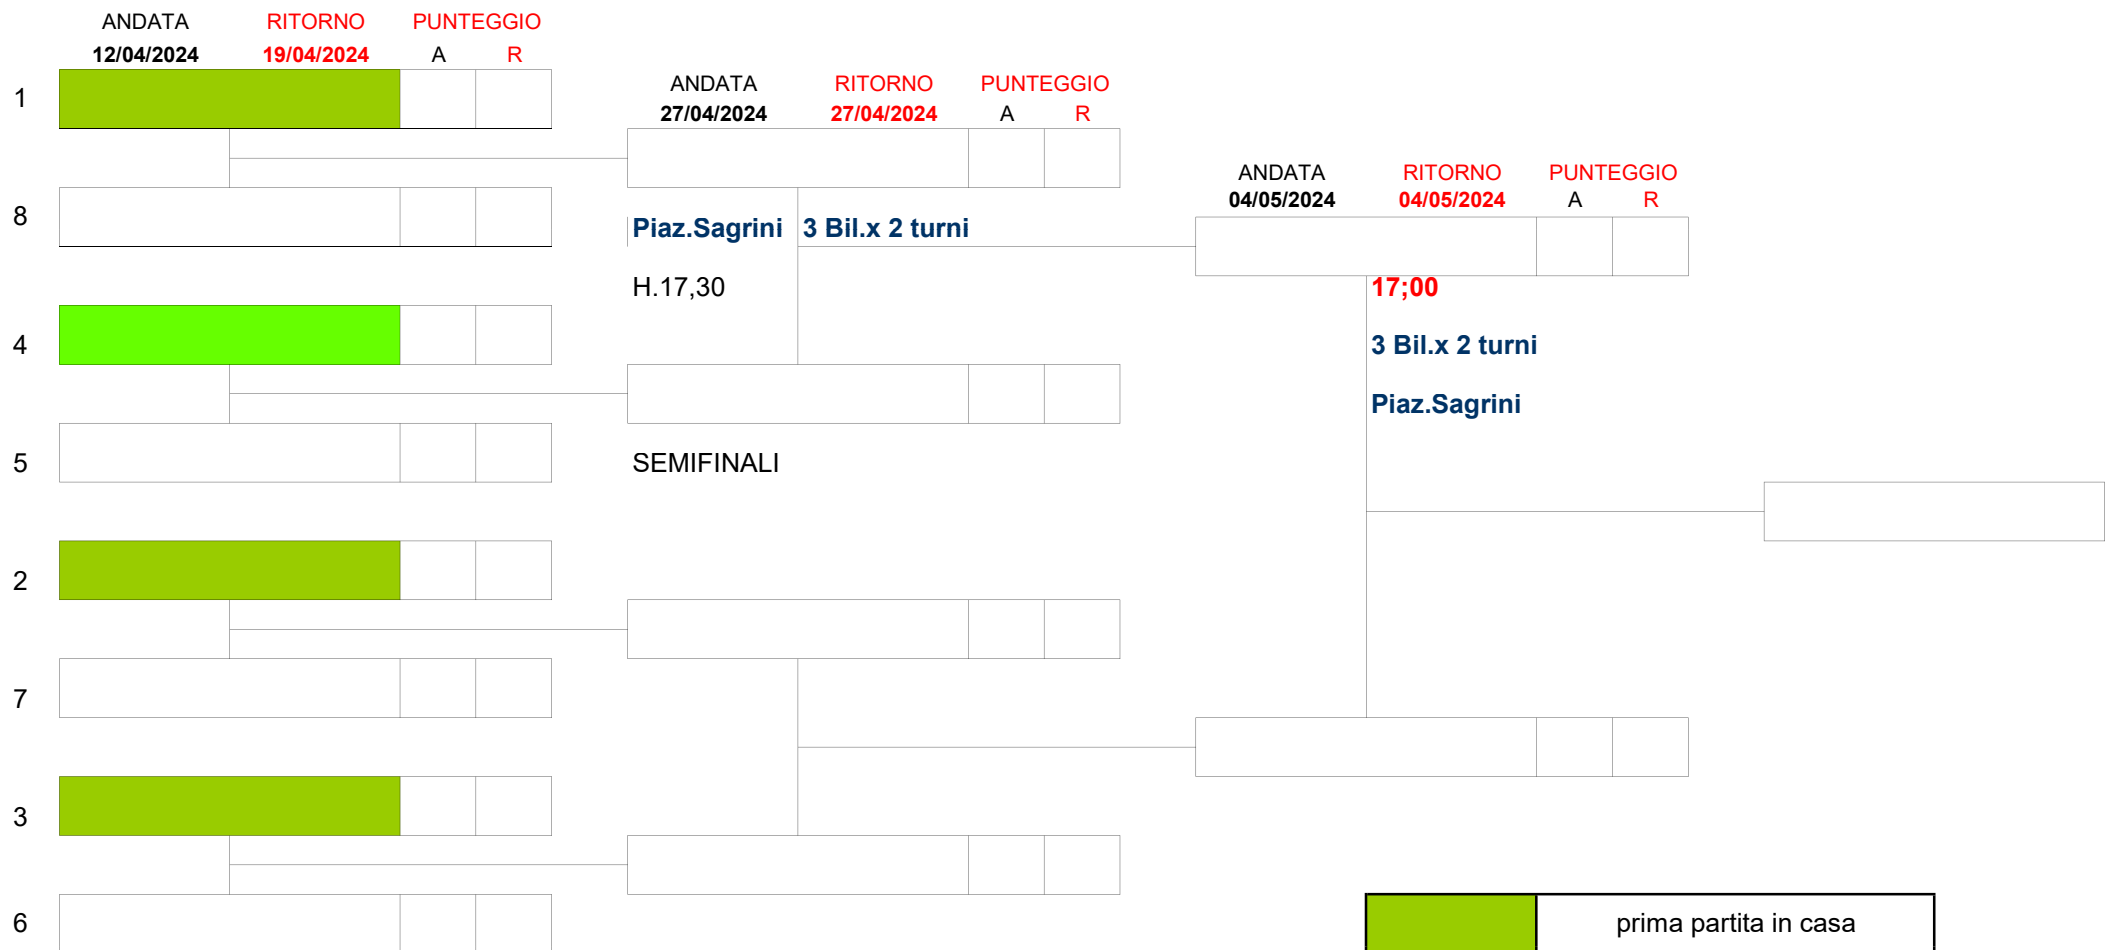 ANDATA RITORNO PUNTEGGIO
12/04/2024 19/04/2024 A R
1
8
4
5
2
7
3
6
ANDATA RITORNO PUNTEGGIO
27/04/2024 27/04/2024 A R
Piaz.Sagrini 3 Bil.x 2 turni
H.17,30
SEMIFINALI
ANDATA RITORNO PUNTEGGIO
04/05/2024 04/05/2024 A R
17;00
3 Bil.x 2 turni
Piaz.Sagrini
prima partita in casa